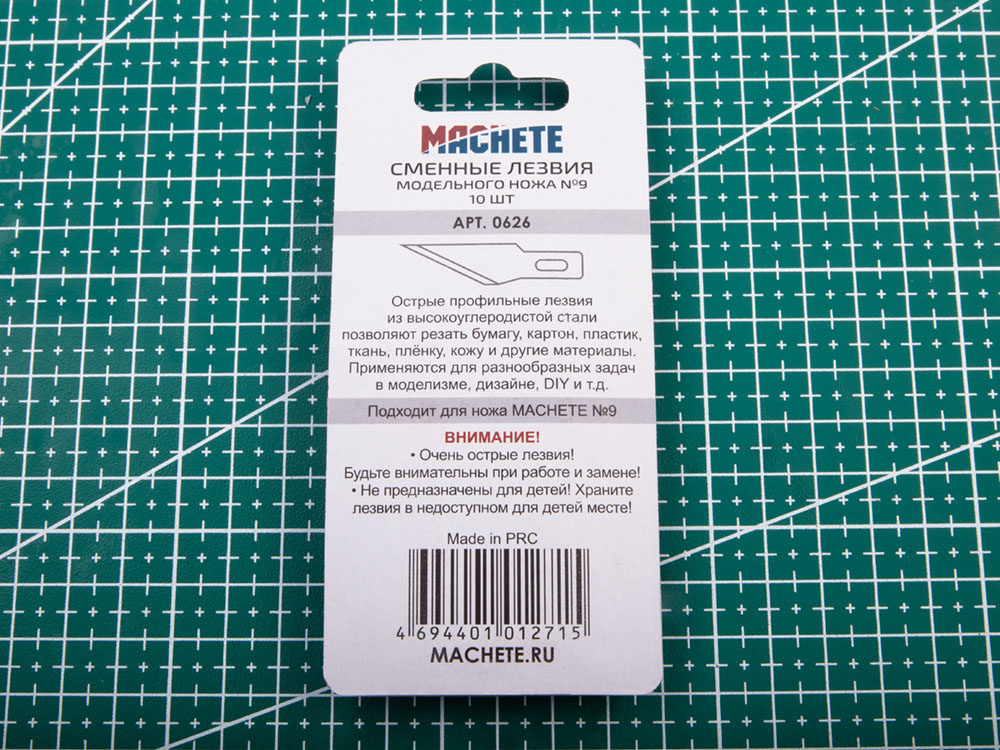 MACHETE
СМЕННЫЕ ЛЕЗВИЯ
МОДЕЛЬНОГО НОЖА №9
10 ШТ
АРТ. 0626
Острые профильные лезвия
из высокоуглеродистой стали
позволяют резать бумагу, картон, пластик,
ткань, плёнку, кожу и другие материалы.
Применяются для разнообразных задач
в моделизме, дизайне, DIY и т.д.
Подходит для ножа MACHETE №9
ВНИМАНИЕ!
• Очень острые лезвия!
Будьте внимательны при работе и замене!
• Не предназначены для детей! Храните
лезвия в недоступном для детей месте!
Made in PRC
4 694401 012715
MACHETE.RU